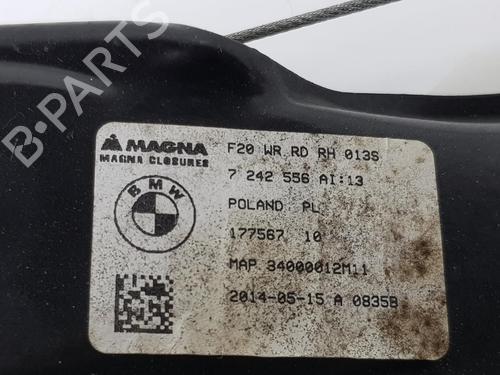 MAGNA
MAGNA CLOSURES
BMW
F20 WR RD RH 013S
7 242 556 AI:13
POLAND PL
177567 10
MAP 34000012M11
2014-05-15 A 0835B
B-PARTS